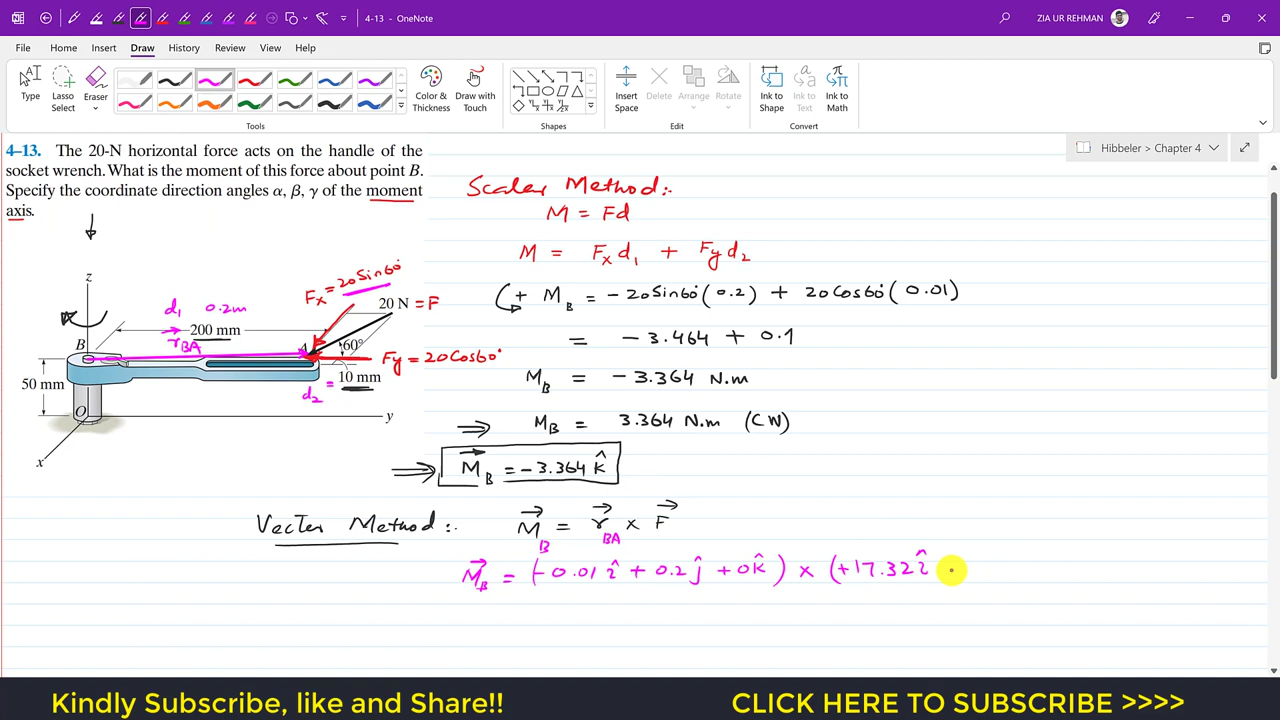 4-13 - OneNote
ZIA UR REHMAN
File Home Insert Draw History Review View Help
Type
Lasso Select
Eraser
Color & Thickness
Draw with Touch
Insert Space
Delete
Arrange
Rotate
Ink to Shape
Ink to Text
Ink to Math
Tools
Shapes
Edit
Convert
Hibbeler > Chapter 4
4–13. The 20-N horizontal force acts on the handle of the
socket wrench. What is the moment of this force about point B.
Specify the coordinate direction angles α, β, γ of the moment
axis.
z
Fx = 20Sin60°
d1 0.2m
20 N = F
200 mm
rBA
B
A
60°
Fy = 20Cos60°
10 mm
d2 =
50 mm
O
y
x
Scalar Method:.
M = Fd
M = Fx d1 + Fy d2
+ MB = -20Sin60°(0.2) + 20Cos60°(0.01)
= -3.464 + 0.1
MB = -3.364 N.m
⇒ MB = 3.364 N.m (CW)
⇒ M⃗B = -3.364 k̂
Vector Method:. M⃗B = r⃗BA × F⃗
M⃗B = (-0.01 î + 0.2 ĵ + 0k̂) × (+17.32 î
Kindly Subscribe, like and Share!!
CLICK HERE TO SUBSCRIBE >>>>